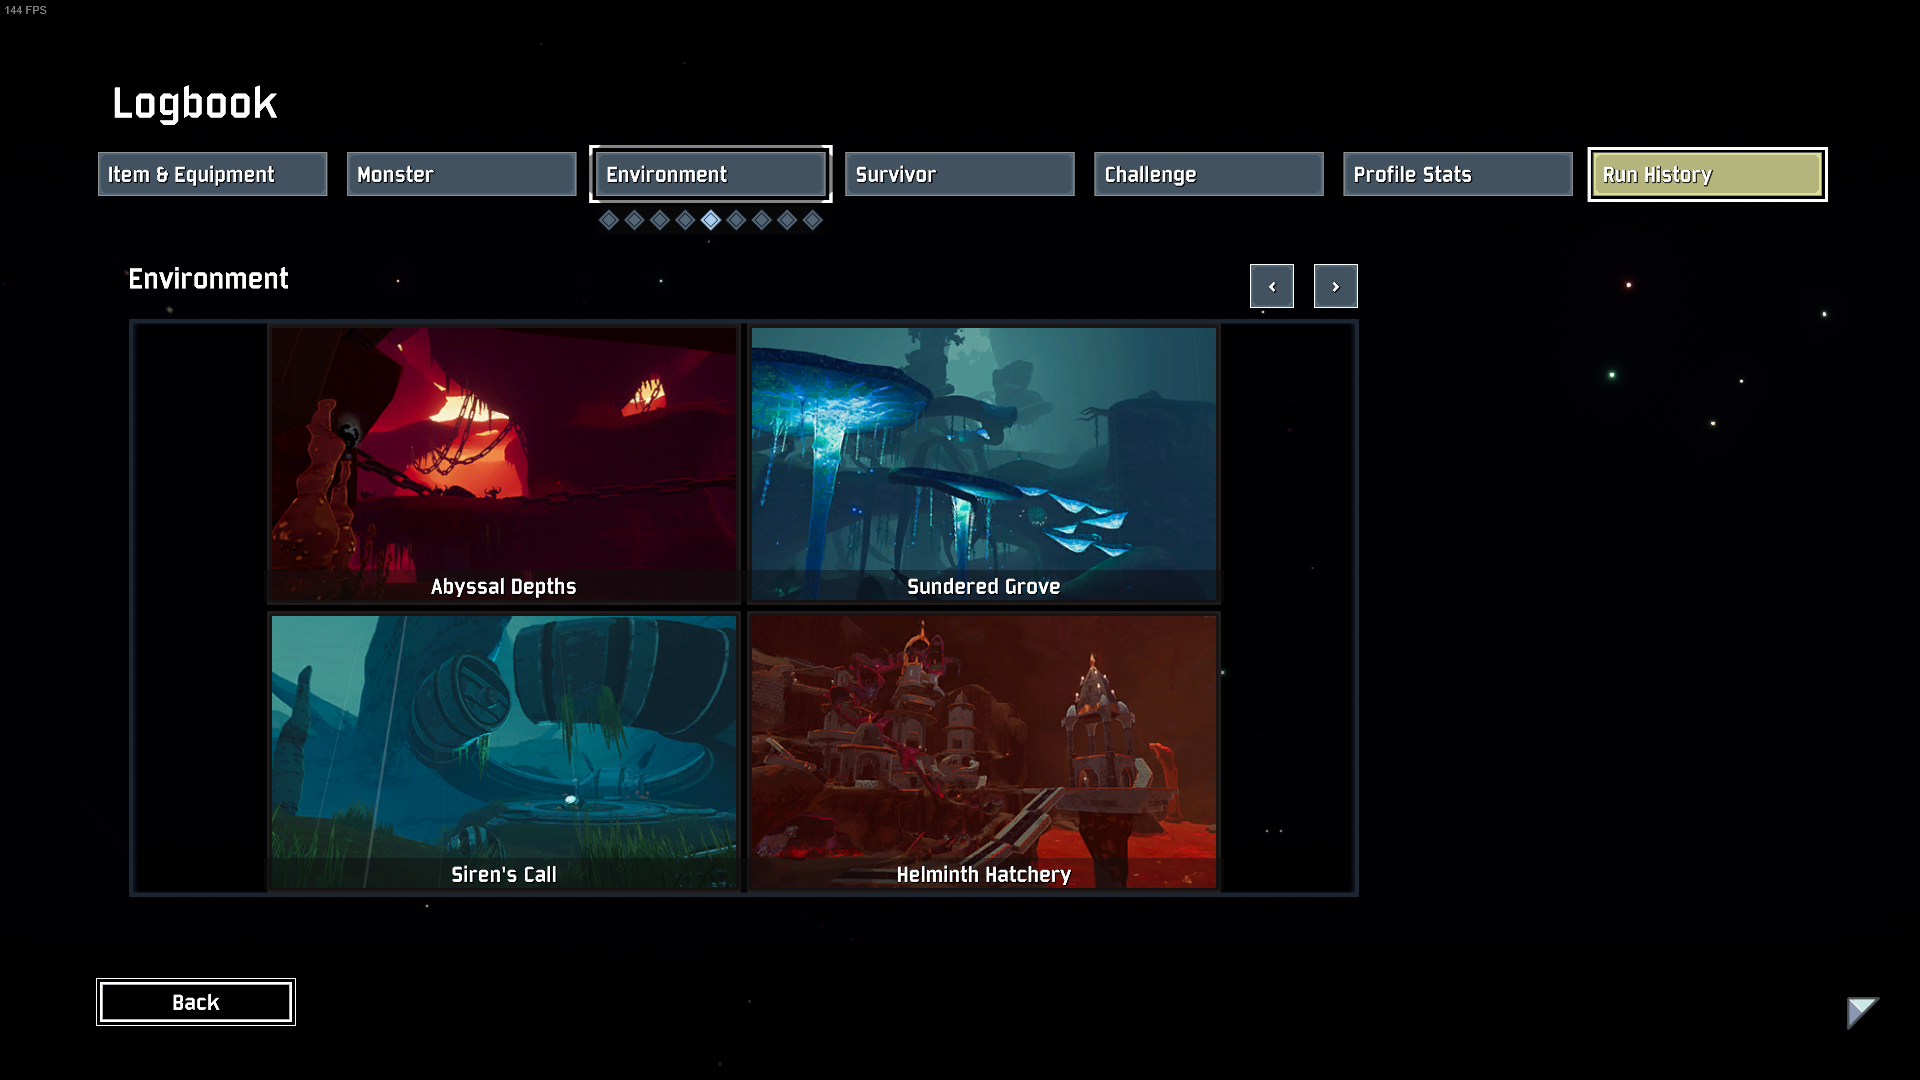 144 FPS
Logbook
Item & Equipment
Monster
Environment
Survivor
Challenge
Profile Stats
Run History
Environment
Abyssal Depths
Sundered Grove
Siren's Call
Helminth Hatchery
Back